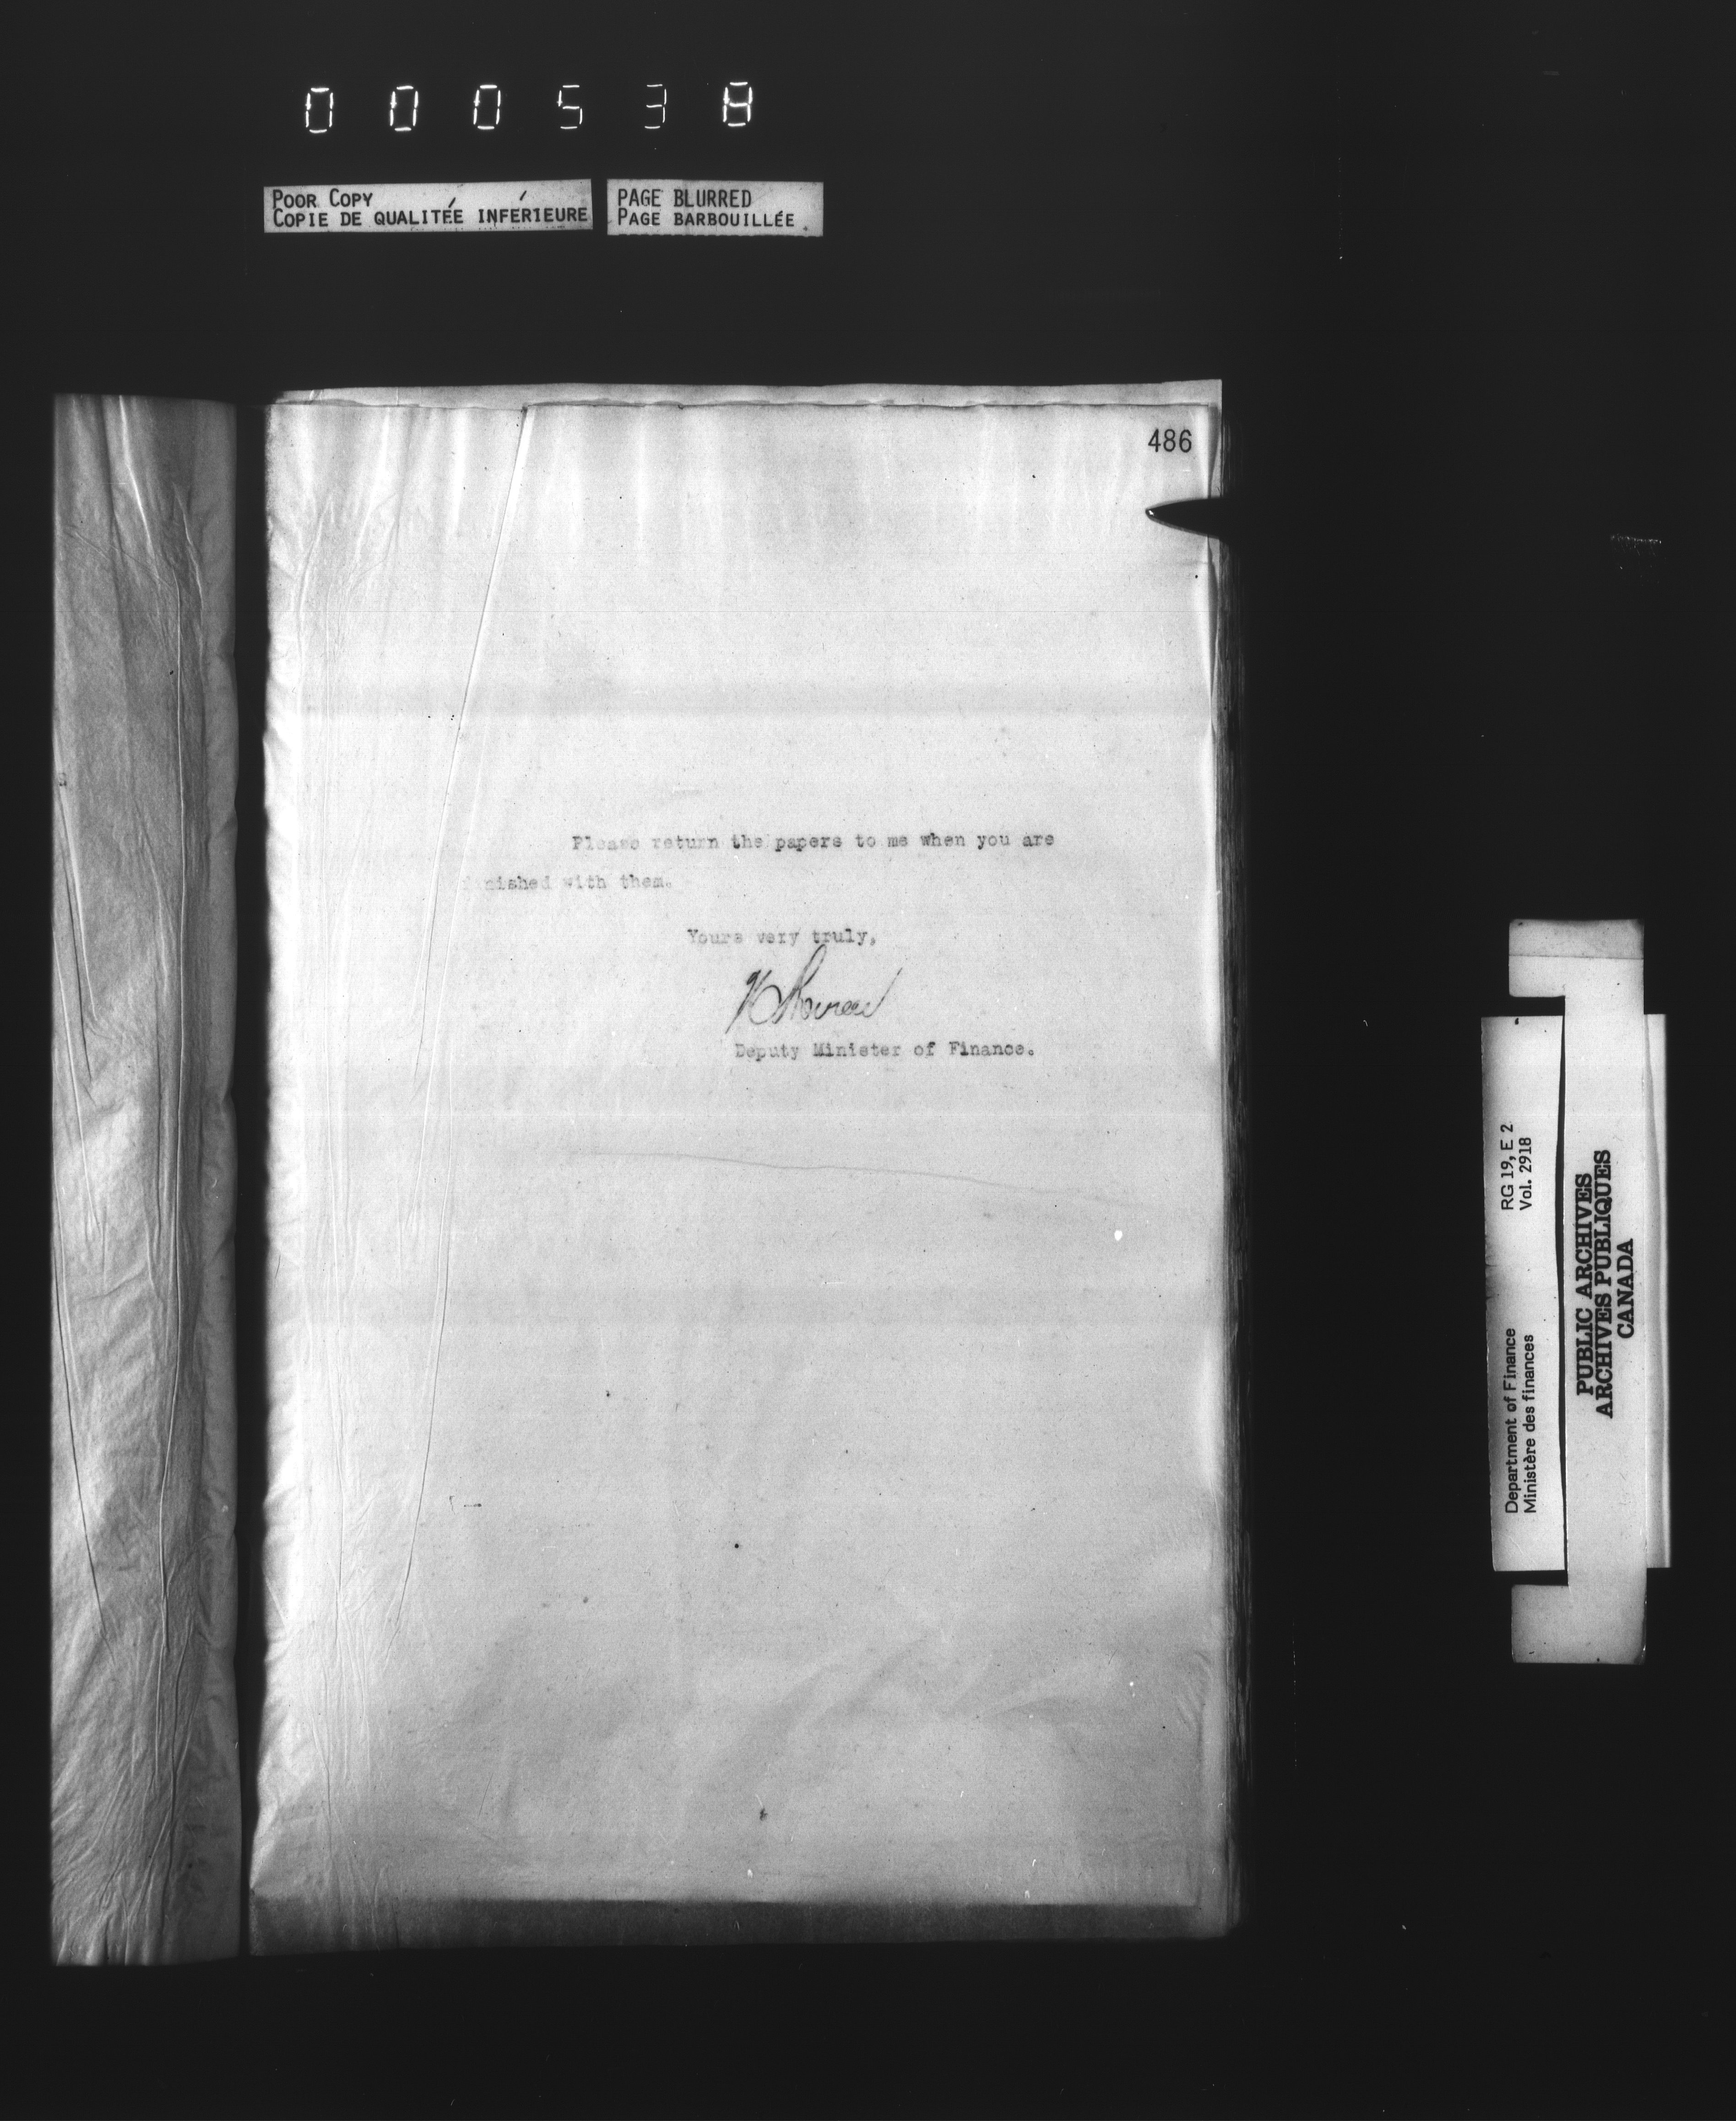 000538
POOR COPY
COPIE DE QUALITÉE INFÉRIEURE
PAGE BLURRED
PAGE BARBOUILLÉE
486
Please return the papers to me when you are
finished with them.
Yours very truly,
Deputy Minister of Finance.
RG 19, E 2
Vol. 2918
Department of Finance
Ministère des finances
PUBLIC ARCHIVES
ARCHIVES PUBLIQUES
CANADA